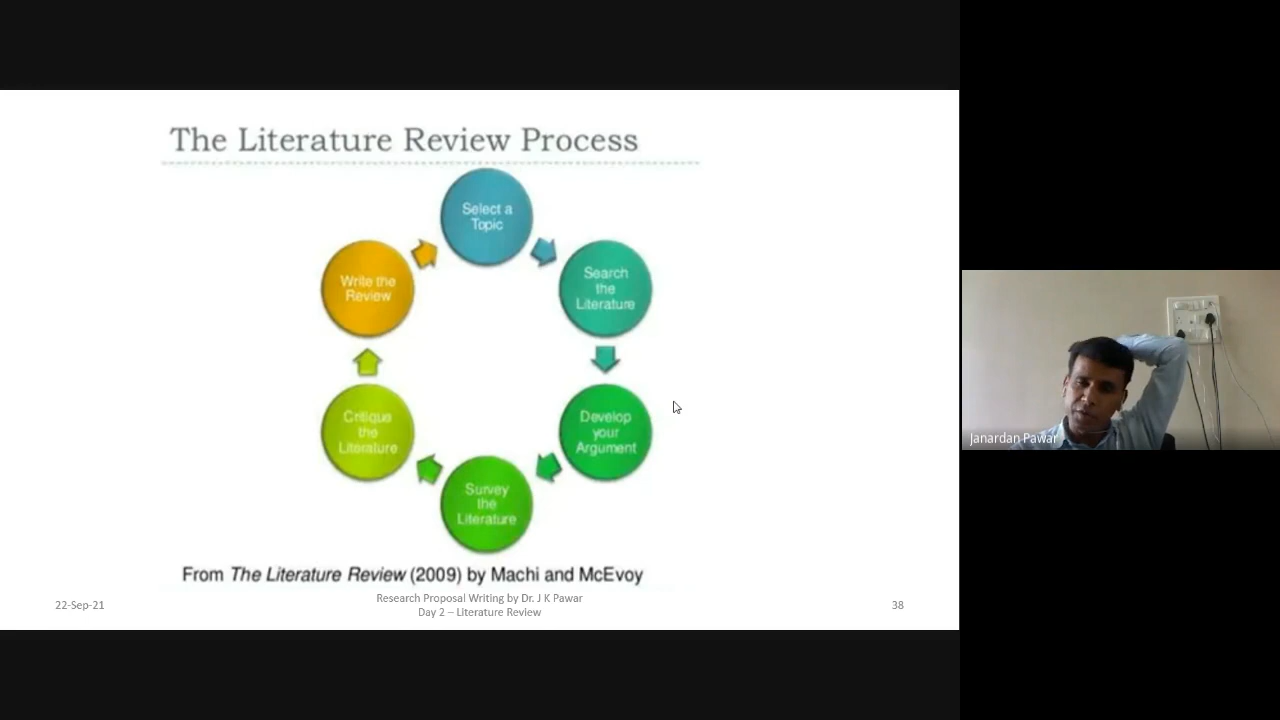 The Literature Review Process
Select a
Topic
Search
the
Literature
Develop
your
Argument
Survey
the
Literature
Critique
the
Literature
Write the
Review
From The Literature Review (2009) by Machi and McEvoy
22-Sep-21
Research Proposal Writing by Dr. J K Pawar
Day 2 – Literature Review
38
Janardan Pawar